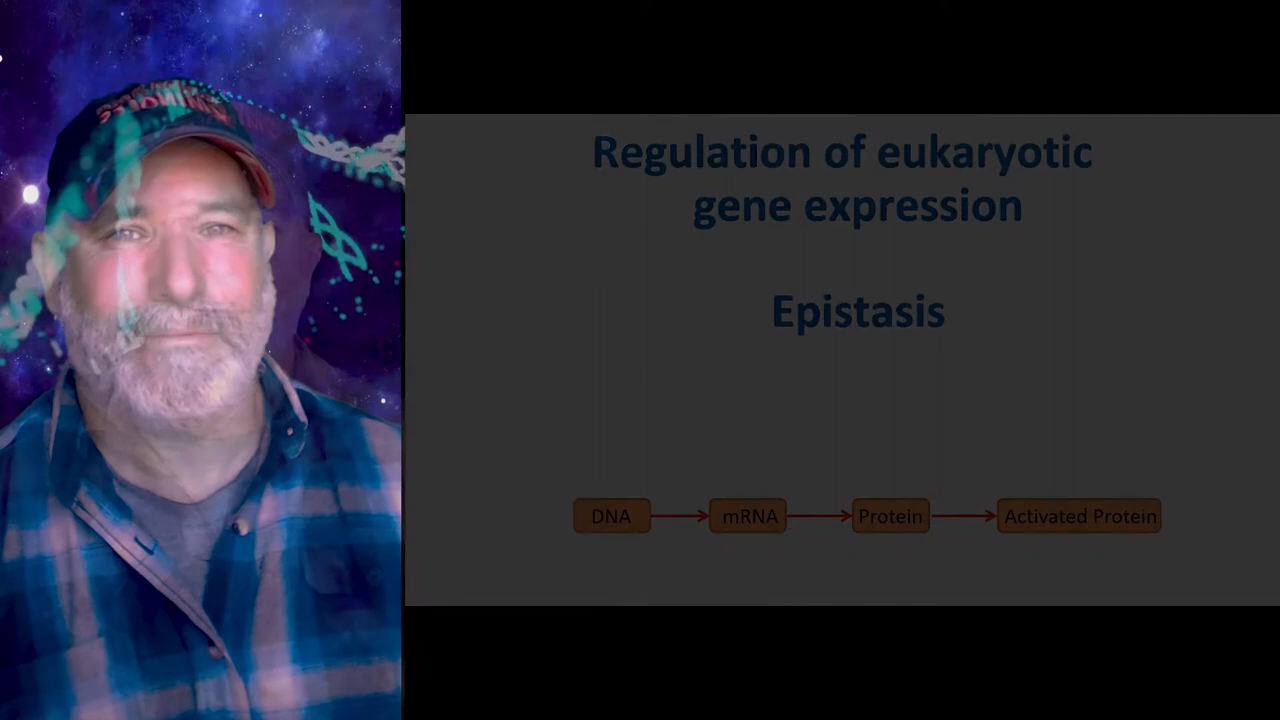 Regulation of eukaryotic
gene expression
Epistasis
DNA
mRNA
Protein
Activated Protein